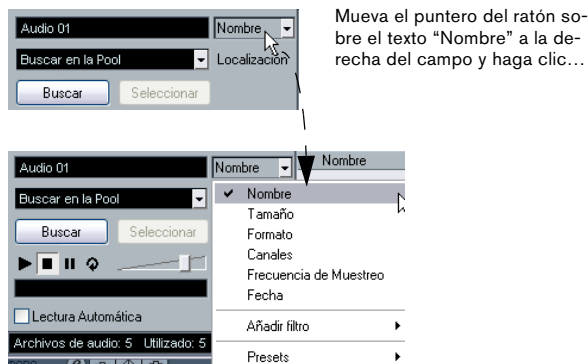 Audio 01 Nombre
Buscar en la Pool Localización
Buscar Seleccionar
Mueva el puntero del ratón so-
bre el texto “Nombre” a la de-
recha del campo y haga clic…
Audio 01 Nombre Nombre
Buscar en la Pool
Buscar Seleccionar
Lectura Automática
Archivos de audio: 5 Utilizado: 5
Nombre
Tamaño
Formato
Canales
Frecuencia de Muestreo
Fecha
Añadir filtro
Presets